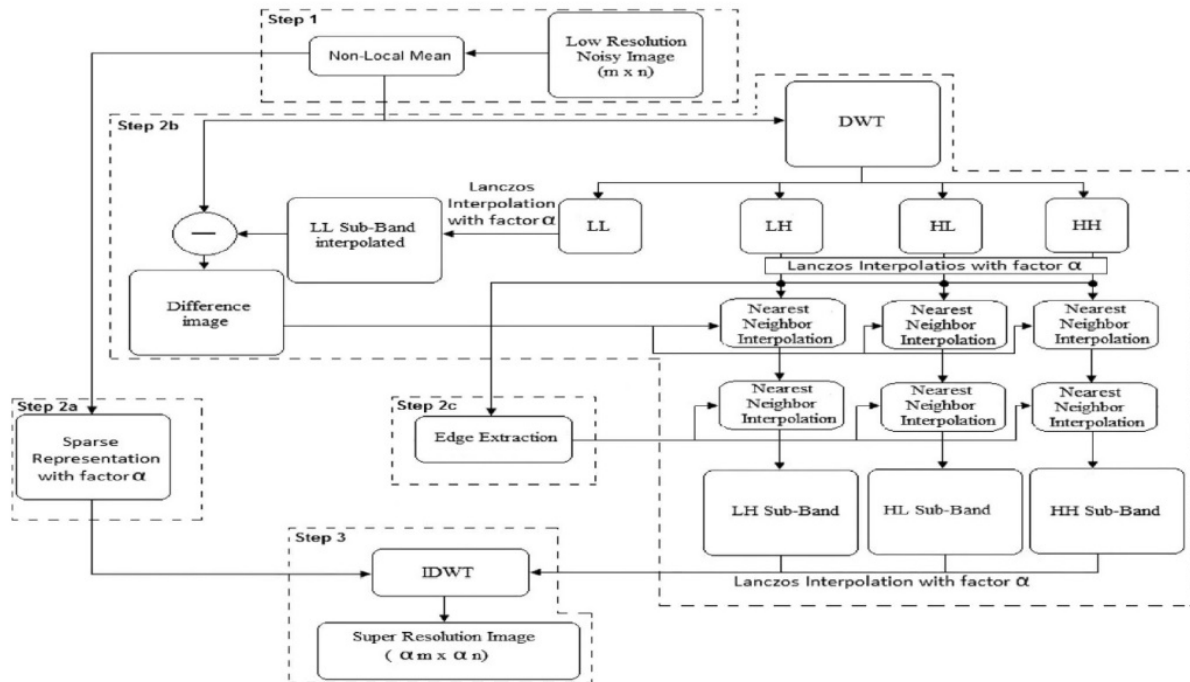 Step 1
Non-Local Mean
Low Resolution
Noisy Image
(m x n)
Step 2b
DWT
Lanczos
Interpolation
with factor α
LL Sub-Band
interpolated
LL
LH
HL
HH
Lanczos Interpolatios with factor α
Difference
image
Nearest
Neighbor
Interpolation
Nearest
Neighbor
Interpolation
Nearest
Neighbor
Interpolation
Step 2a
Sparse
Representation
with factor α
Step 2c
Edge Extraction
Nearest
Neighbor
Interpolation
Nearest
Neighbor
Interpolation
Nearest
Neighbor
Interpolation
LH Sub-Band
HL Sub-Band
HH Sub-Band
Step 3
IDWT
Lanczos Interpolation with factor α
Super Resolution Image
( α m x α n)